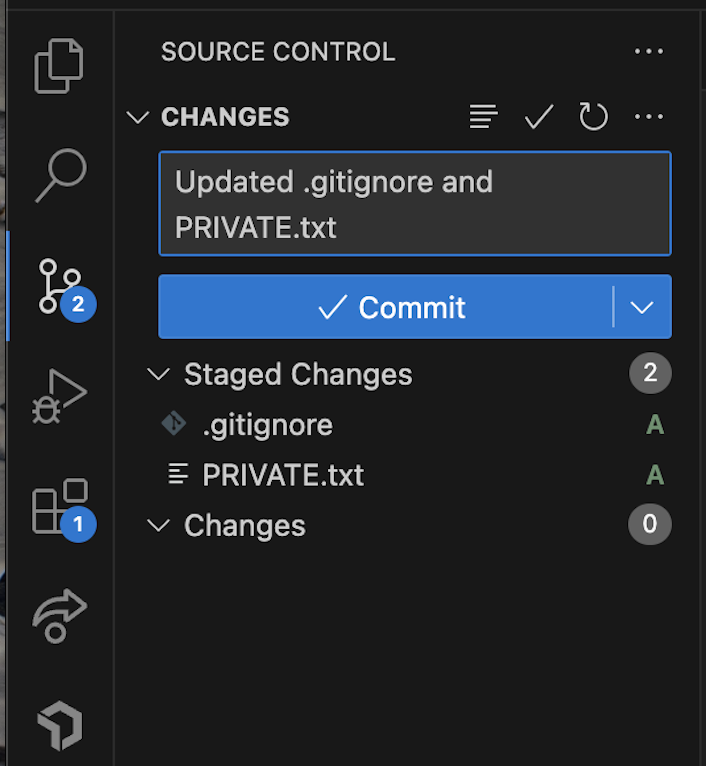 SOURCE CONTROL
CHANGES
Updated .gitignore and
PRIVATE.txt
Commit
2
Staged Changes 2
.gitignore A
PRIVATE.txt A
1
Changes 0